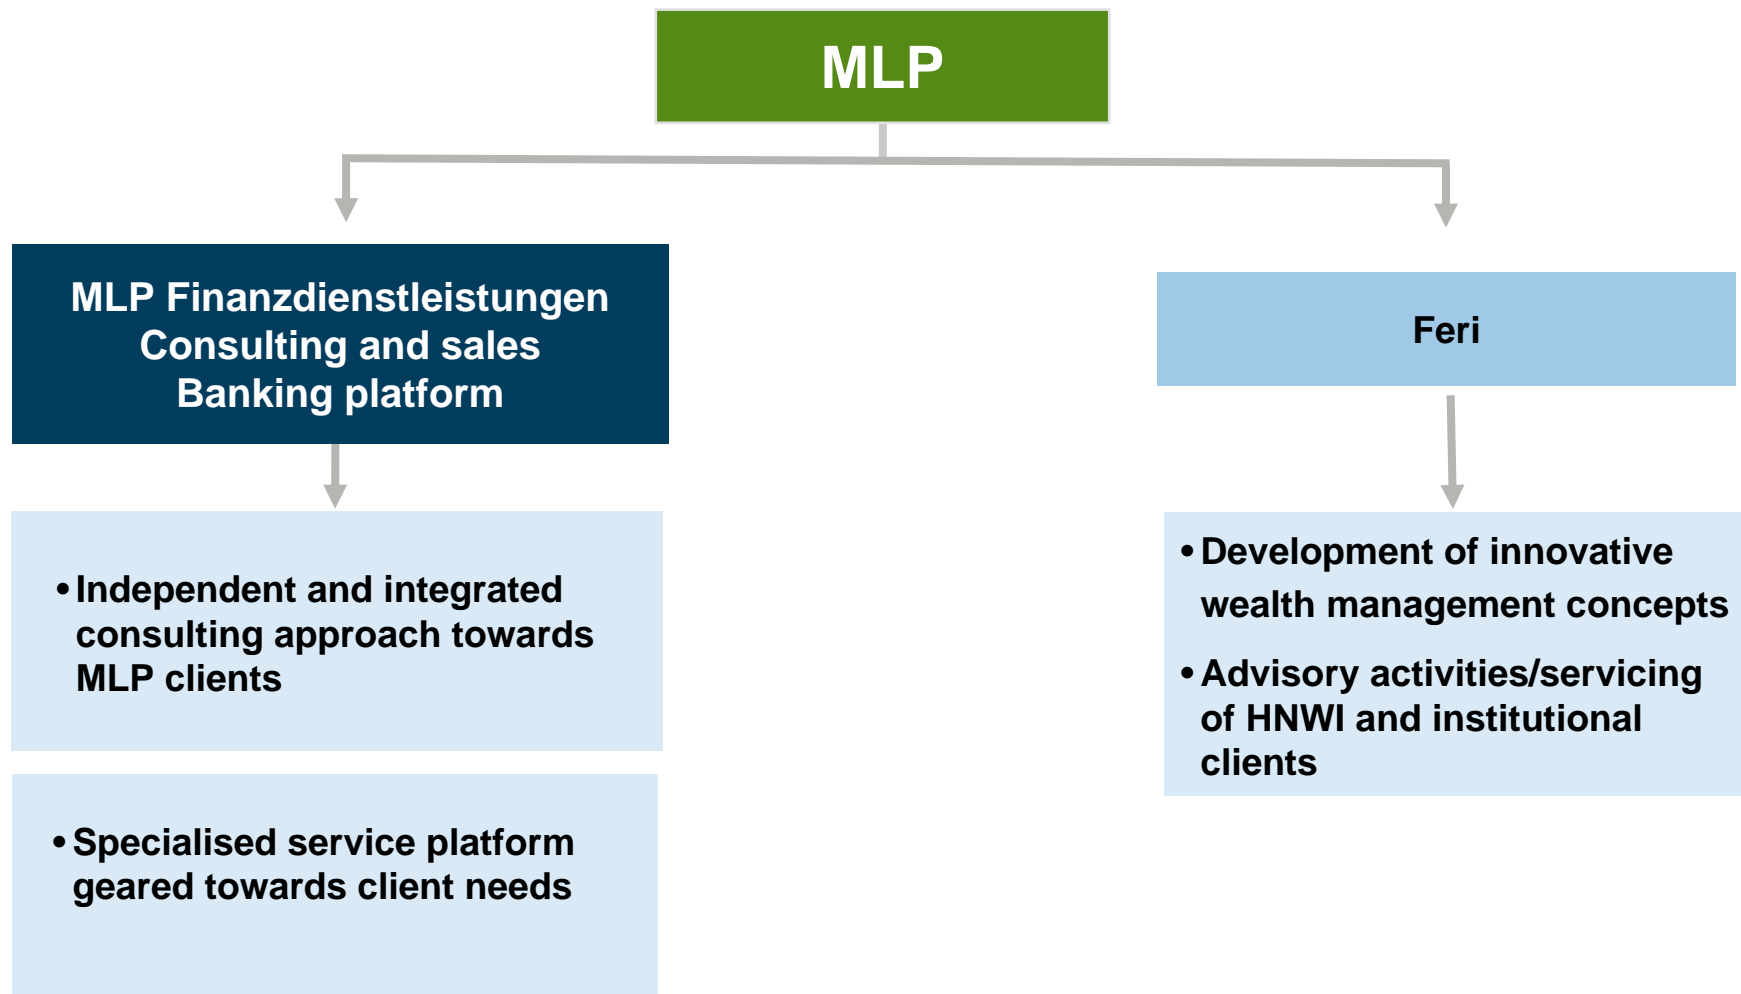 MLP
MLP Finanzdienstleistungen
Consulting and sales
Banking platform
Feri
•Independent and integrated
consulting approach towards
MLP clients
•Specialised service platform
geared towards client needs
•Development of innovative
wealth management concepts
•Advisory activities/servicing
of HNWI and institutional
clients